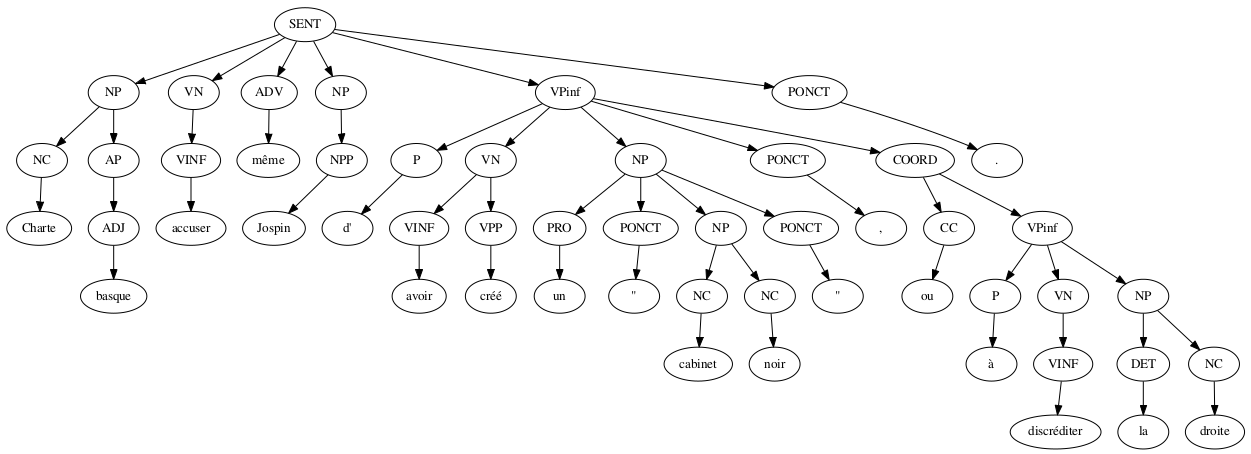 SENT
NP VN ADV NP VPinf PONCT
NC AP VINF même NPP P VN NP PONCT COORD .
Charte ADJ accuser Jospin d' VINF VPP PRO PONCT NP PONCT , CC VPinf
basque avoir créé un " NC NC " ou P VN NP
cabinet noir à VINF DET NC
discréditer la droite